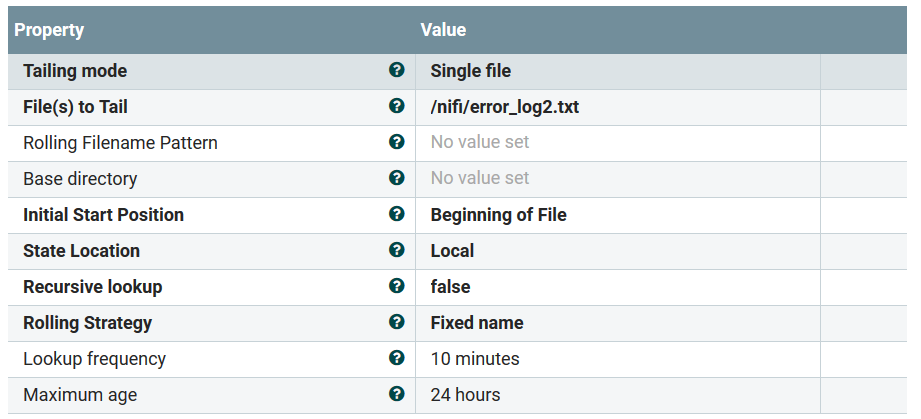 Property Value
Tailing mode ? Single file
File(s) to Tail ? /nifi/error_log2.txt
Rolling Filename Pattern ? No value set
Base directory ? No value set
Initial Start Position ? Beginning of File
State Location ? Local
Recursive lookup ? false
Rolling Strategy ? Fixed name
Lookup frequency ? 10 minutes
Maximum age ? 24 hours